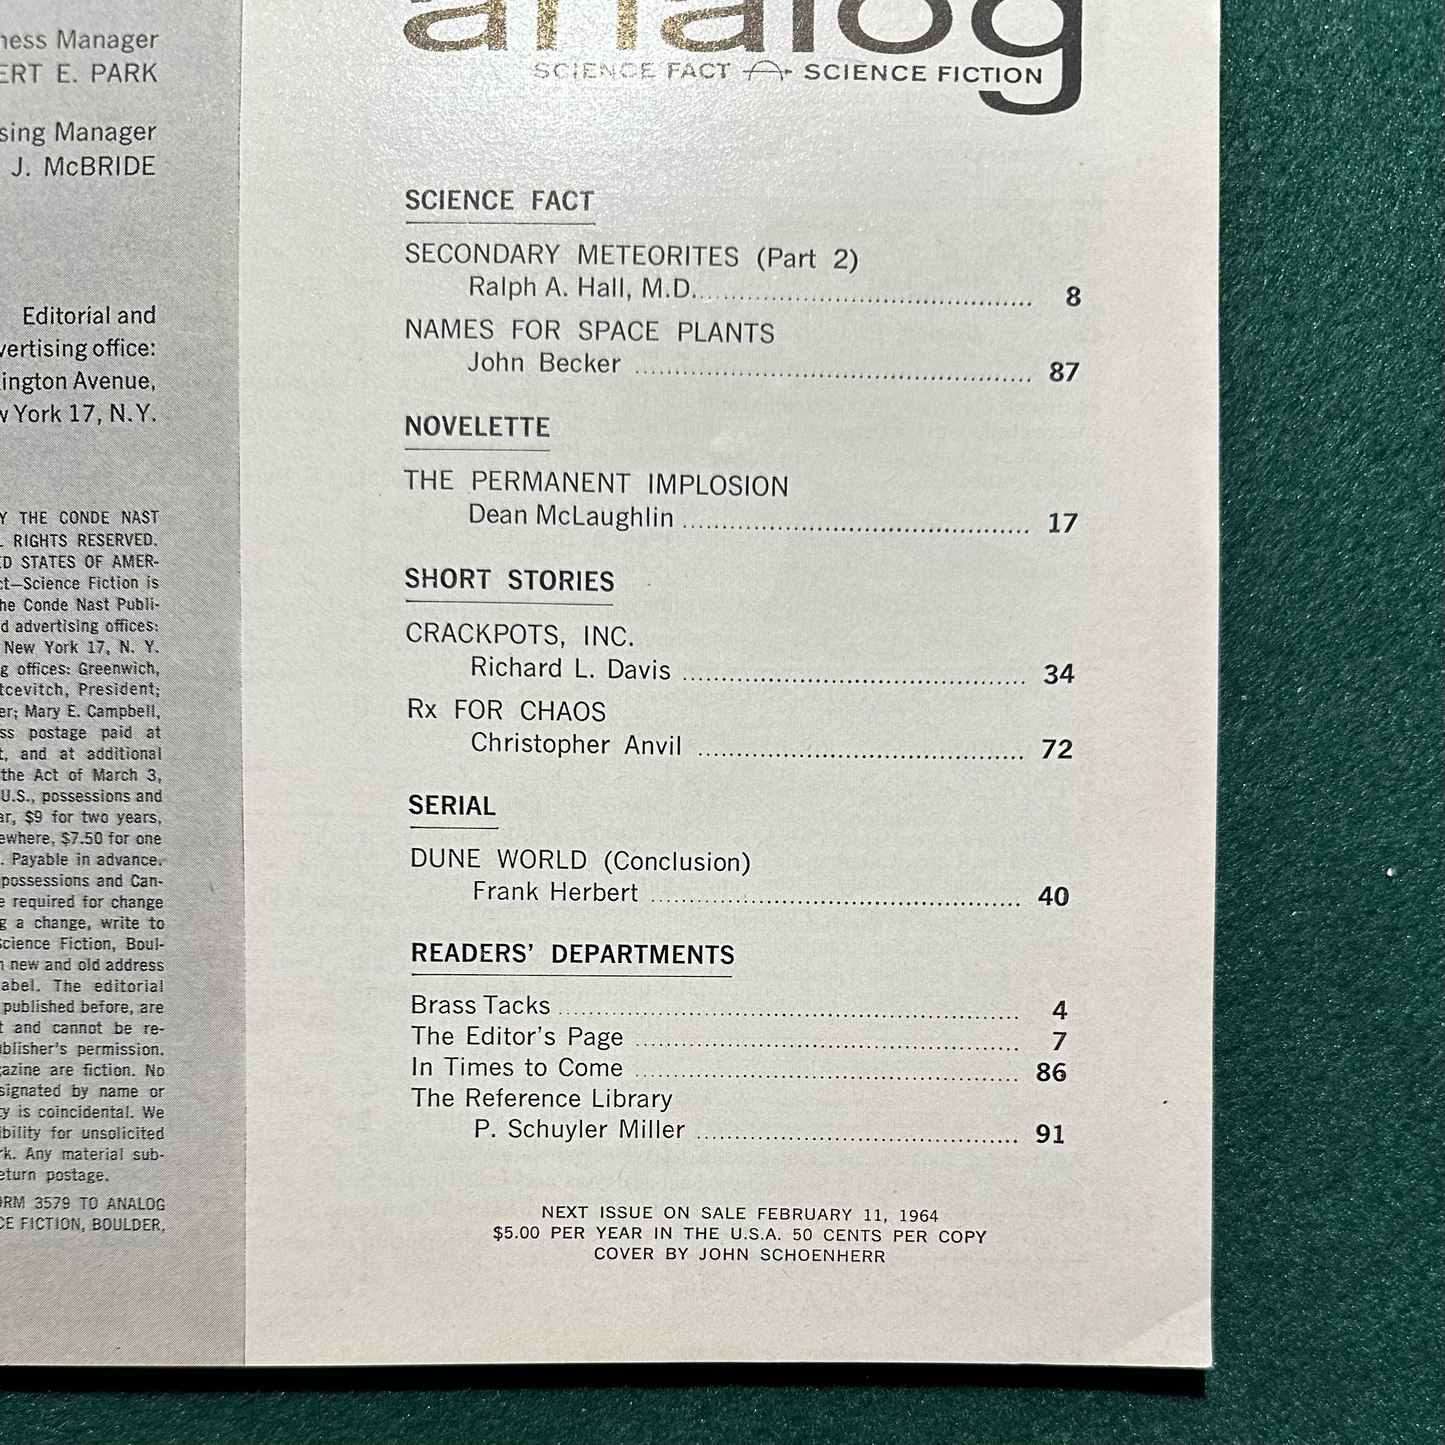 ness Manager
ERT E. PARK
sing Manager
J. McBRIDE
Editorial and
vertising office:
ington Avenue,
w York 17, N.Y.
Y THE CONDE NAST
RIGHTS RESERVED.
ED STATES OF AMER-
ct—Science Fiction is
he Conde Nast Publi-
d advertising offices:
New York 17, N. Y.
g offices: Greenwich,
tcevitch, President;
er; Mary E. Campbell,
ss postage paid at
t, and at additional
the Act of March 3,
U.S., possessions and
ar, $9 for two years,
ewhere, $7.50 for one
. Payable in advance.
possessions and Can-
e required for change
g a change, write to
Science Fiction, Boul-
n new and old address
abel. The editorial
published before, are
t and cannot be re-
ublisher's permission.
azine are fiction. No
signated by name or
ty is coincidental. We
ibility for unsolicited
rk. Any material sub-
eturn postage.
ORM 3579 TO ANALOG
CE FICTION, BOULDER,
analog
SCIENCE FACT SCIENCE FICTION
SCIENCE FACT
SECONDARY METEORITES (Part 2)
Ralph A. Hall, M.D. 8
NAMES FOR SPACE PLANTS
John Becker 87
NOVELETTE
THE PERMANENT IMPLOSION
Dean McLaughlin 17
SHORT STORIES
CRACKPOTS, INC.
Richard L. Davis 34
Rx FOR CHAOS
Christopher Anvil 72
SERIAL
DUNE WORLD (Conclusion)
Frank Herbert 40
READERS' DEPARTMENTS
Brass Tacks 4
The Editor's Page 7
In Times to Come 86
The Reference Library
P. Schuyler Miller 91
NEXT ISSUE ON SALE FEBRUARY 11, 1964
$5.00 PER YEAR IN THE U.S.A. 50 CENTS PER COPY
COVER BY JOHN SCHOENHERR